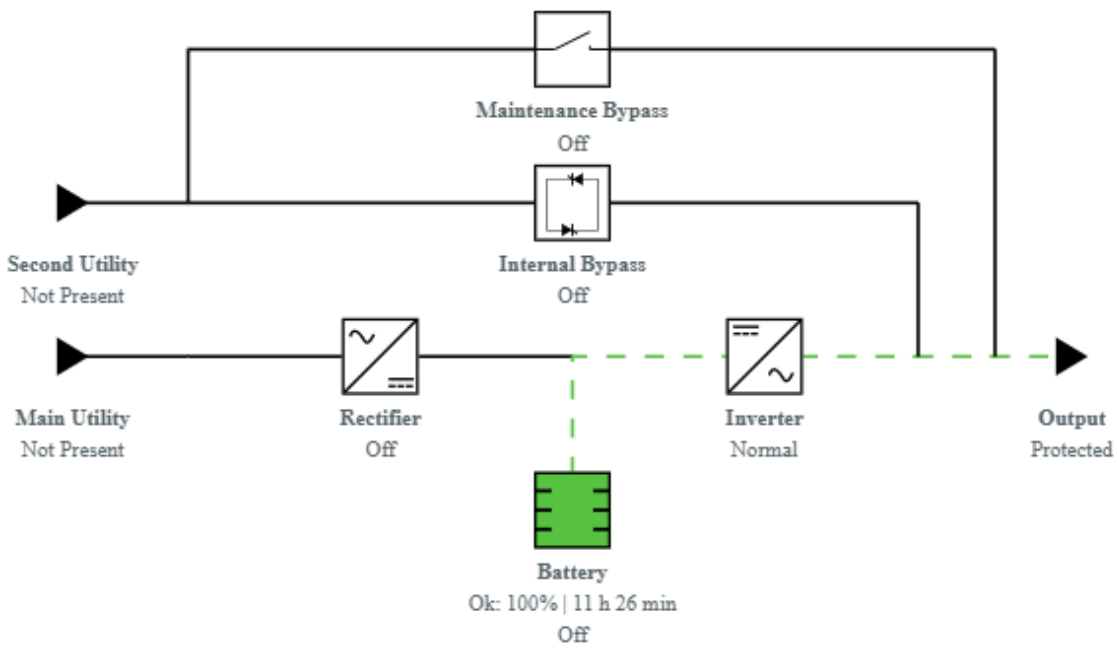 Maintenance Bypass
Off
Second Utility
Not Present
Internal Bypass
Off
Main Utility
Not Present
Rectifier
Off
Inverter
Normal
Output
Protected
Battery
Ok: 100% | 11 h 26 min
Off